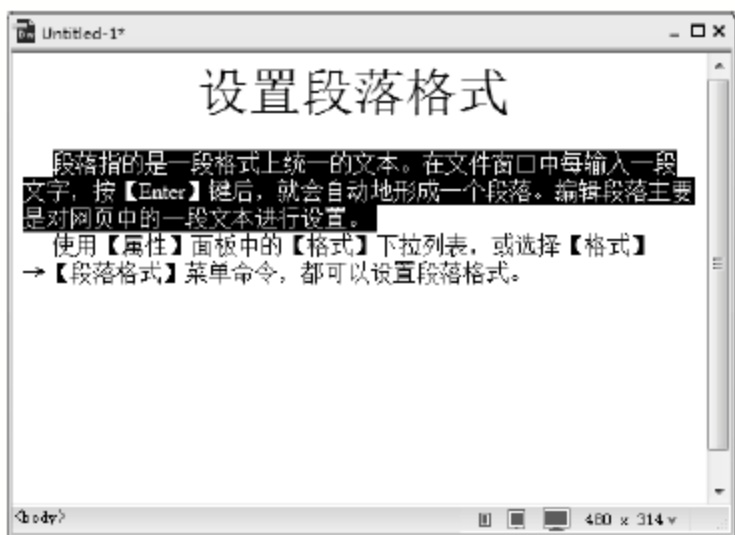 Untitled-1*
设置段落格式
段落指的是一段格式上统一的文本。在文件窗口中每输入一段
文字，按【Enter】键后，就会自动地形成一个段落。编辑段落主要
是对网页中的一段文本进行设置。
使用【属性】面板中的【格式】下拉列表，或选择【格式】
→【段落格式】菜单命令，都可以设置段落格式。
<body>
480 x 314